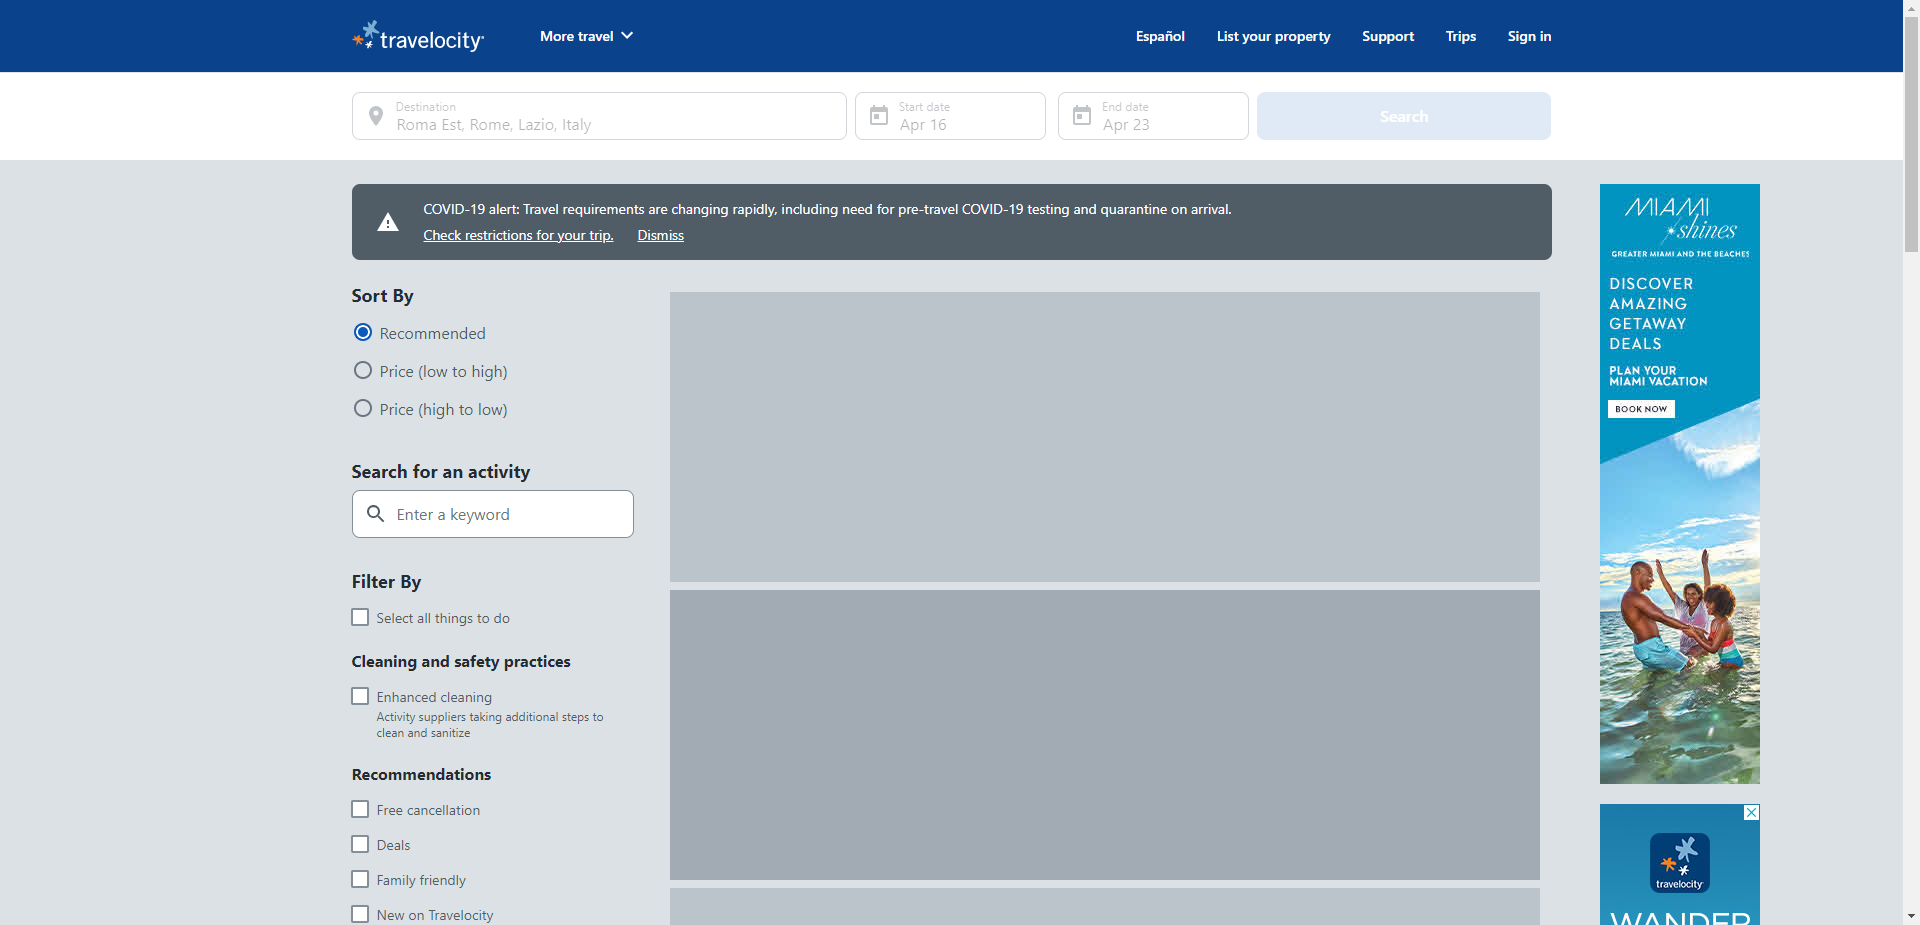 travelocity
More travel
Español
List your property
Support
Trips
Sign in
Destination
Roma Est, Rome, Lazio, Italy
Start date
Apr 16
End date
Apr 23
Search
COVID-19 alert: Travel requirements are changing rapidly, including need for pre-travel COVID-19 testing and quarantine on arrival.
Check restrictions for your trip.
Dismiss
Sort By
Recommended
Price (low to high)
Price (high to low)
Search for an activity
Enter a keyword
Filter By
Select all things to do
Cleaning and safety practices
Enhanced cleaning
Activity suppliers taking additional steps to
clean and sanitize
Recommendations
Free cancellation
Deals
Family friendly
New on Travelocity
MIAMI
shines
GREATER MIAMI AND THE BEACHES
DISCOVER
AMAZING
GETAWAY
DEALS
PLAN YOUR
MIAMI VACATION
BOOK NOW
travelocity
WANDER